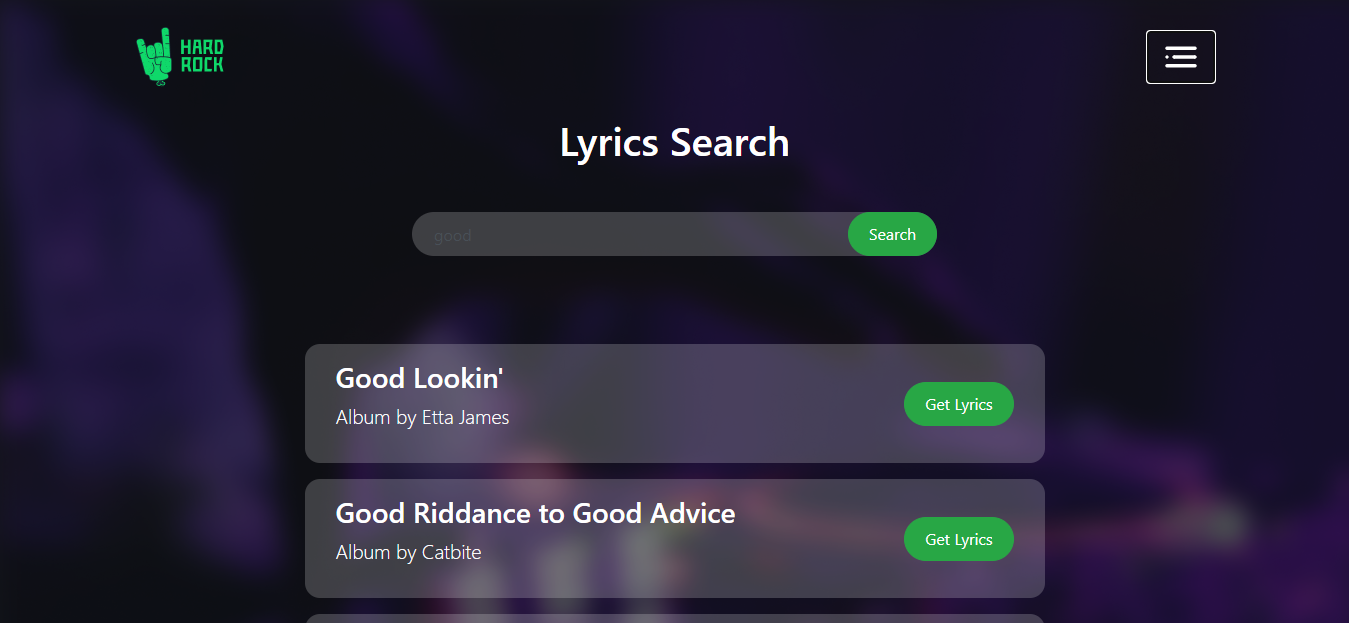 HARD
ROCK
Lyrics Search
good
Search
Good Lookin'
Album by Etta James
Get Lyrics
Good Riddance to Good Advice
Album by Catbite
Get Lyrics